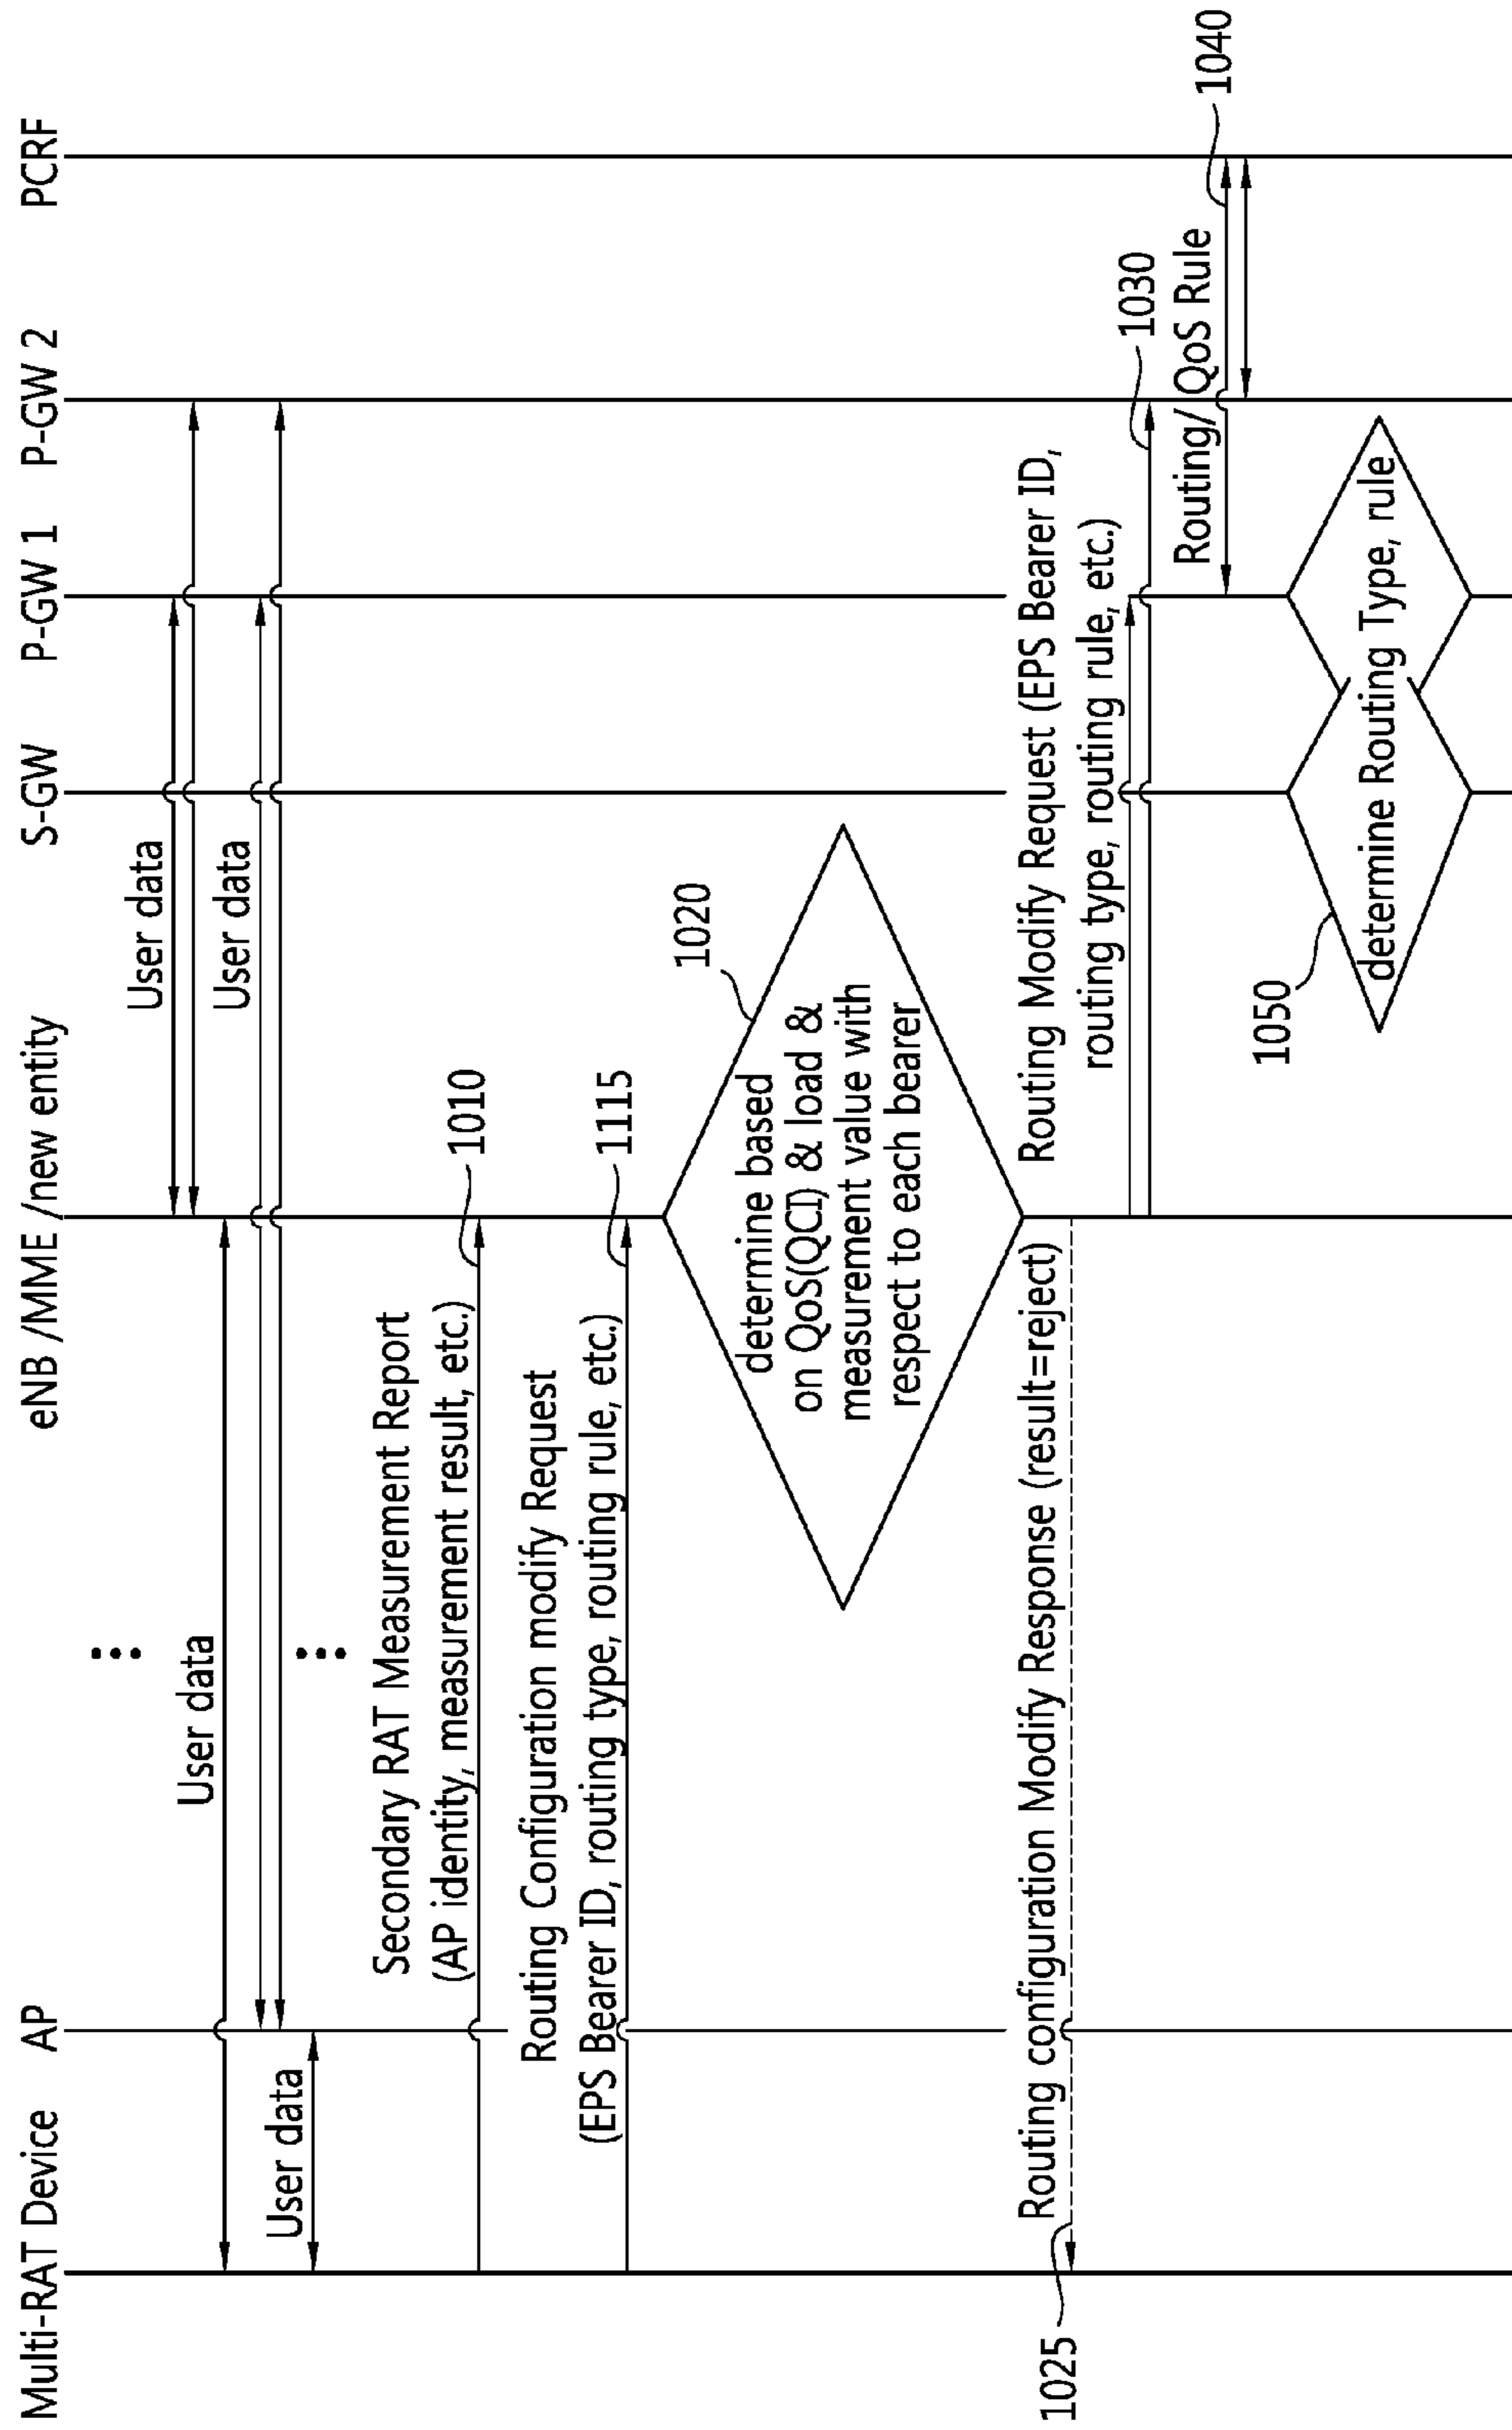 Multi-RAT Device
AP
eNB /MME /new entity
S-GW
P-GW 1
P-GW 2
PCRF
User data
User data
User data
User data
Secondary RAT Measurement Report
(AP identity, measurement result, etc.)
1010
Routing Configuration modify Request
(EPS Bearer ID, routing type, routing rule, etc.)
1115
1020
determine based
on QoS(QCI) & load &
measurement value with
respect to each bearer
1025
Routing configuration Modify Response (result=reject)
Routing Modify Request (EPS Bearer ID,
routing type, routing rule, etc.)
1030
Routing/ QoS Rule
1040
1050
determine Routing Type, rule